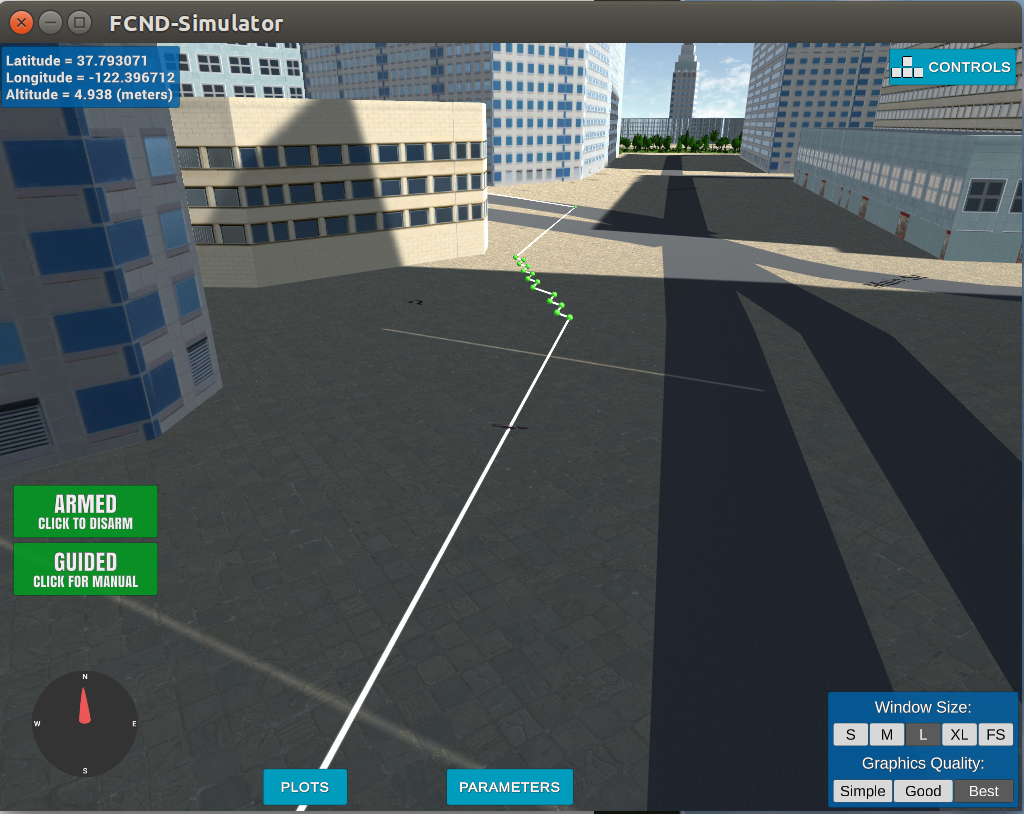 FCND-Simulator
Latitude = 37.793071
Longitude = -122.396712
Altitude = 4.938 (meters)
CONTROLS
ARMED
CLICK TO DISARM
GUIDED
CLICK FOR MANUAL
N
W E
S
PLOTS
PARAMETERS
Window Size:
S M L XL FS
Graphics Quality:
Simple Good Best